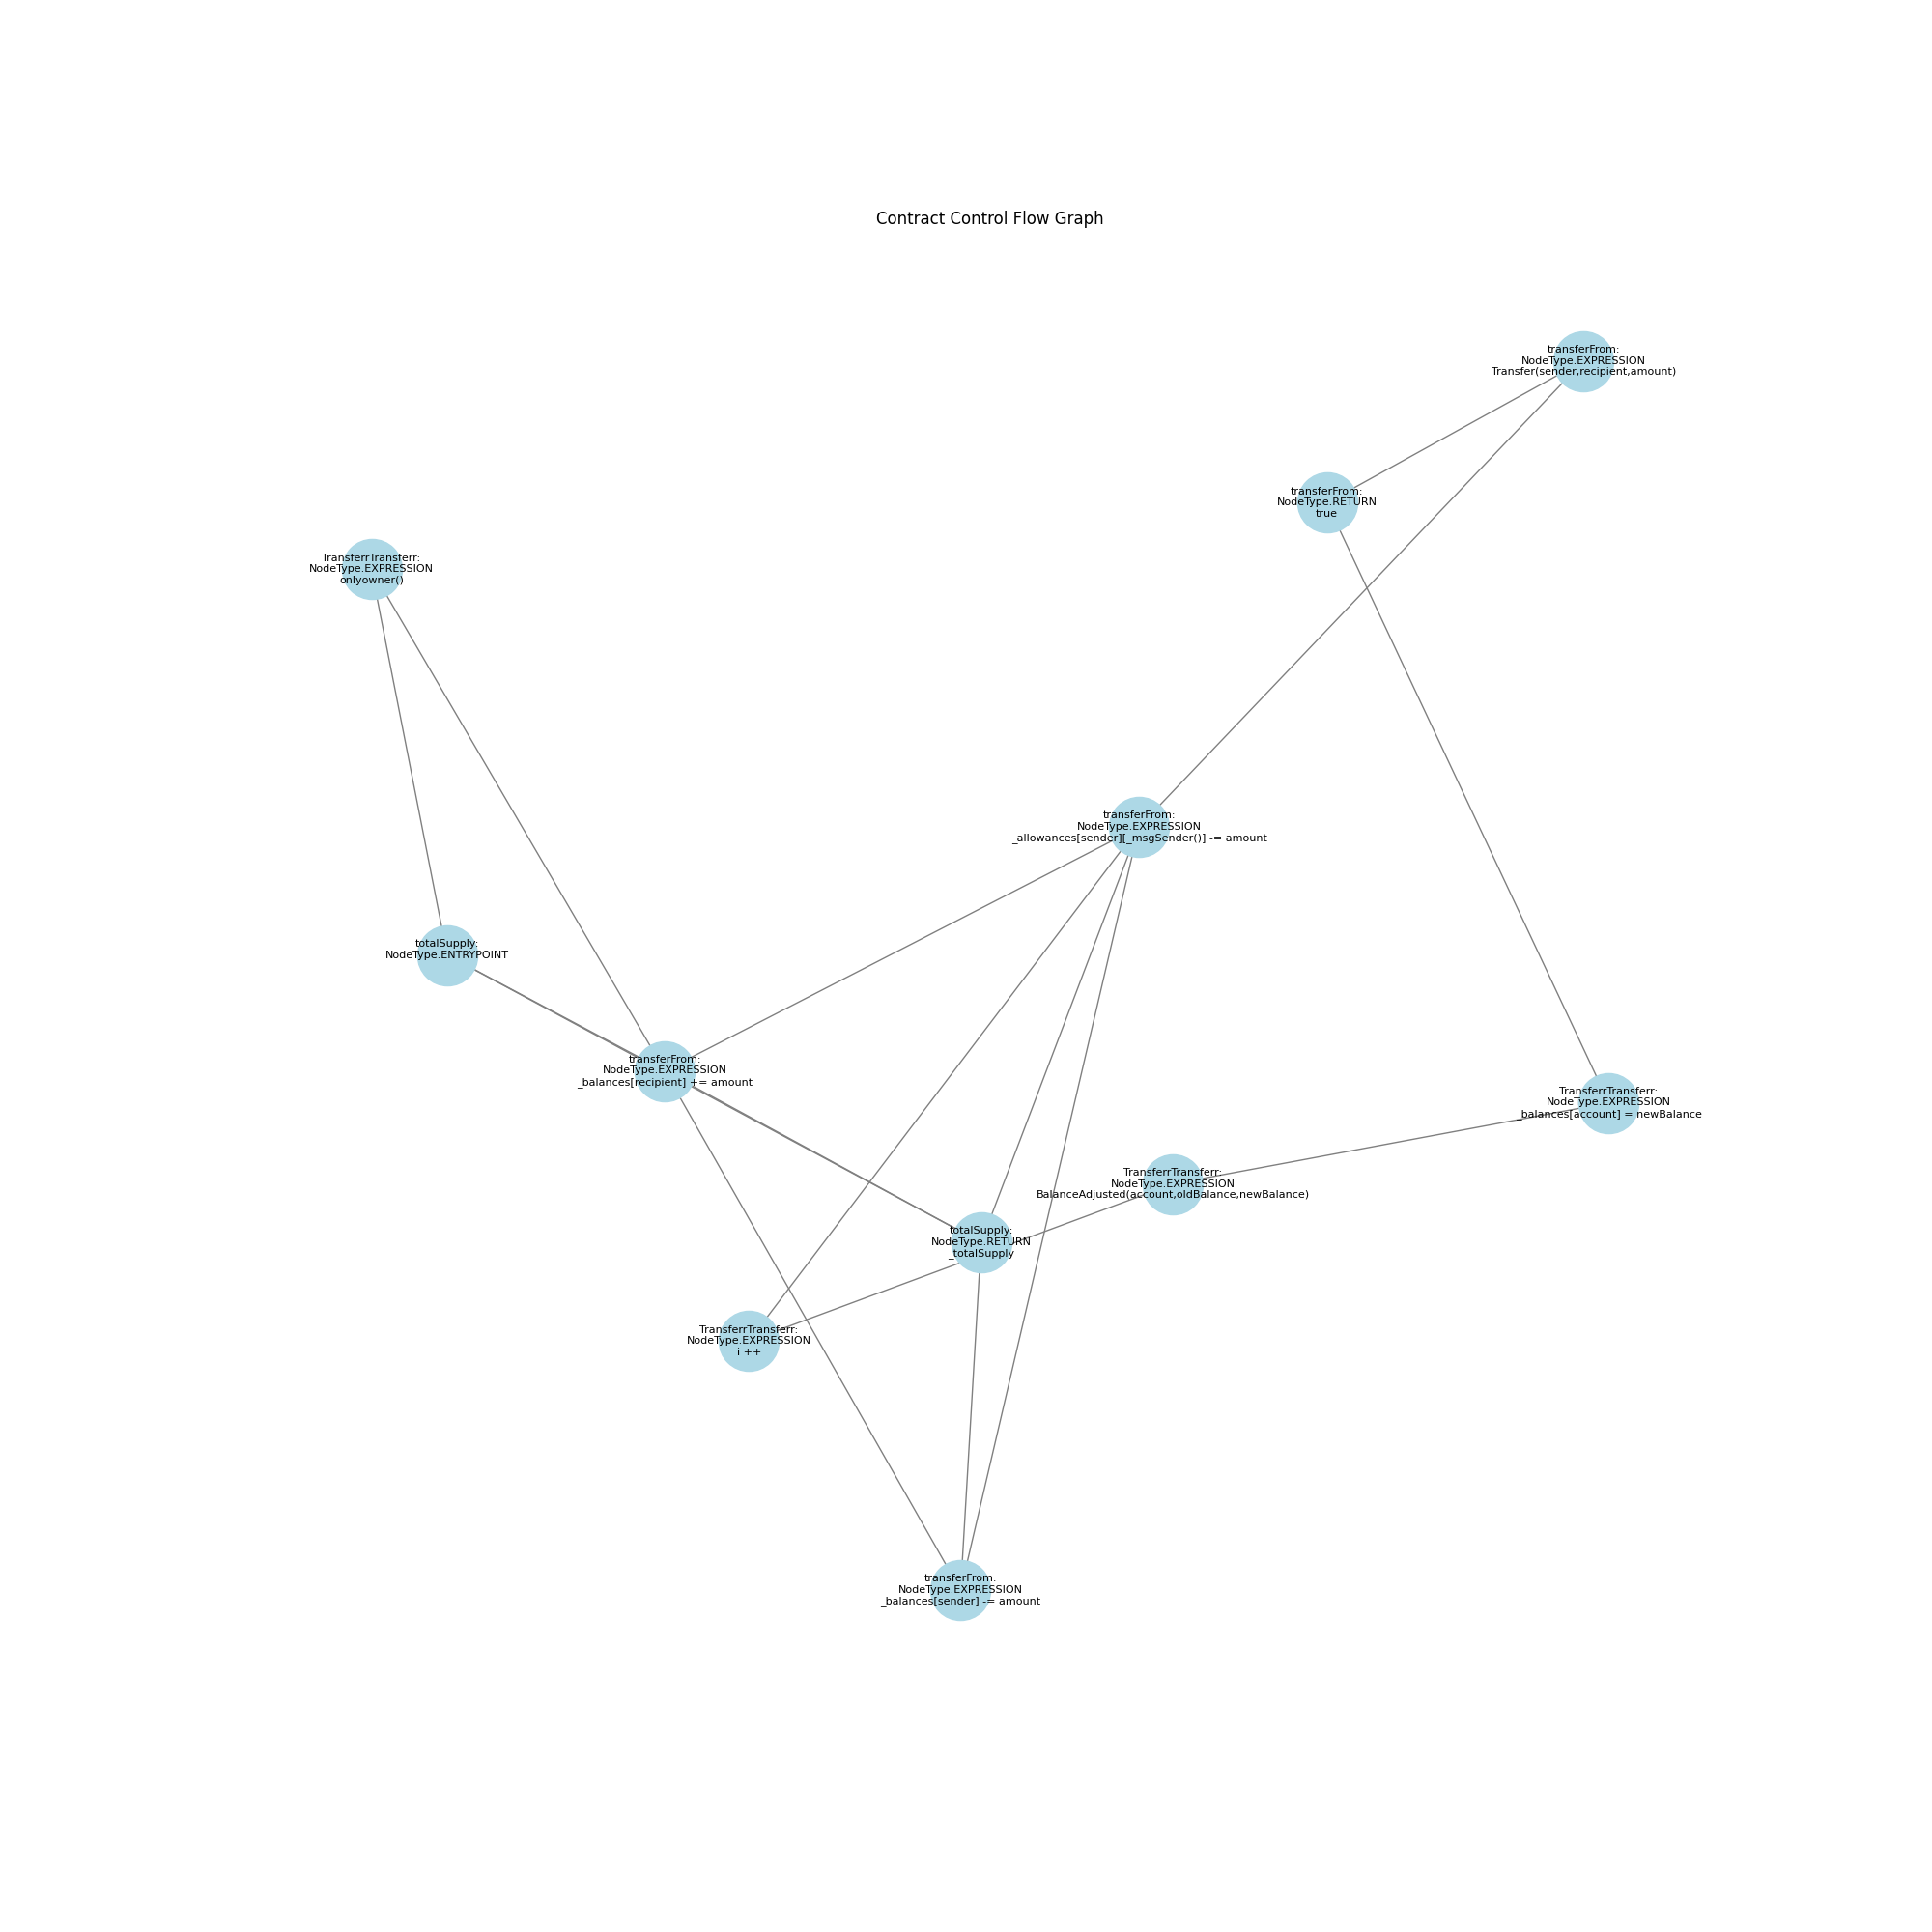 Contract Control Flow Graph
transferFrom:
NodeType.EXPRESSION
Transfer(sender,recipient,amount)
transferFrom:
NodeType.RETURN
true
TransferrTransferr:
NodeType.EXPRESSION
onlyowner()
transferFrom:
NodeType.EXPRESSION
_allowances[sender][_msgSender()] -= amount
totalSupply:
NodeType.ENTRYPOINT
transferFrom:
NodeType.EXPRESSION
_balances[recipient] += amount
TransferrTransferr:
NodeType.EXPRESSION
_balances[account] = newBalance
TransferrTransferr:
NodeType.EXPRESSION
BalanceAdjusted(account,oldBalance,newBalance)
totalSupply:
NodeType.RETURN
_totalSupply
TransferrTransferr:
NodeType.EXPRESSION
i ++
transferFrom:
NodeType.EXPRESSION
_balances[sender] -= amount